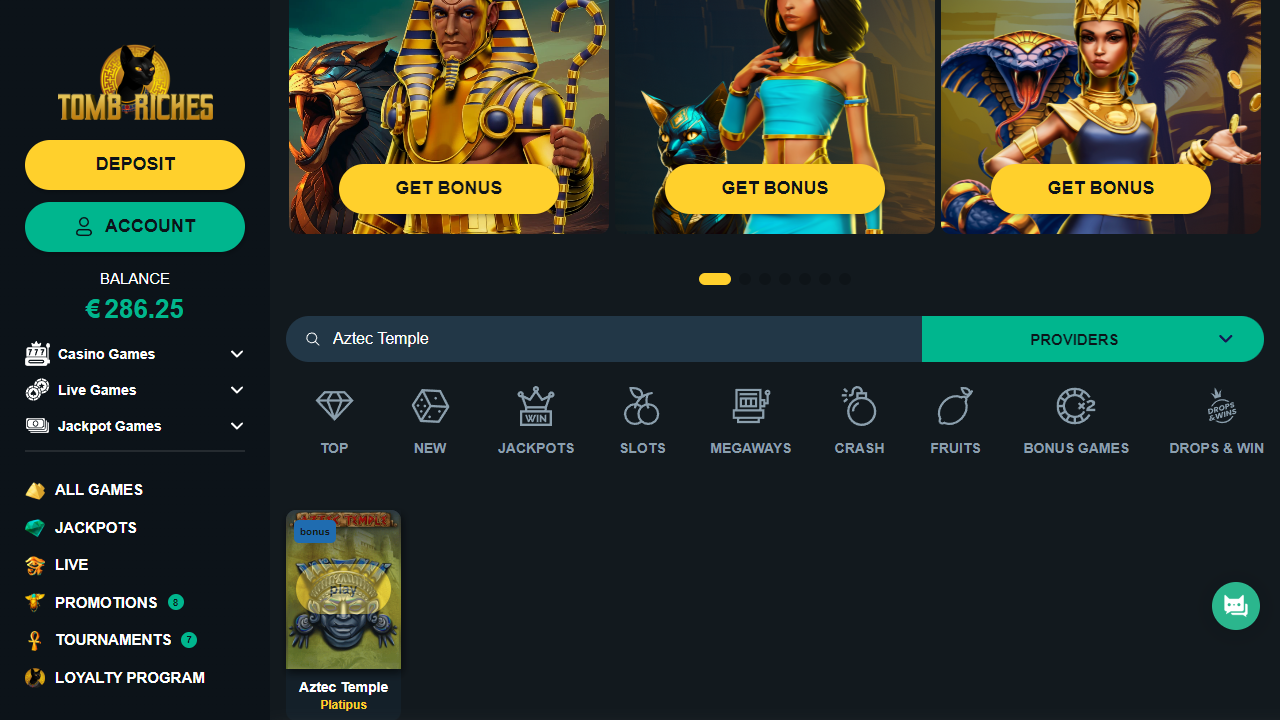 TOMB RICHES
DEPOSIT
ACCOUNT
BALANCE
€ 286.25
Casino Games
Live Games
Jackpot Games
ALL GAMES
JACKPOTS
LIVE
PROMOTIONS 8
TOURNAMENTS 7
LOYALTY PROGRAM
GET BONUS
GET BONUS
GET BONUS
Aztec Temple
PROVIDERS
777
WIN
x2
DROPS
&WINS
TOP
NEW
JACKPOTS
SLOTS
MEGAWAYS
CRASH
FRUITS
BONUS GAMES
DROPS & WIN
AZTEC TEMPLE
bonus
play
Aztec Temple
Platipus